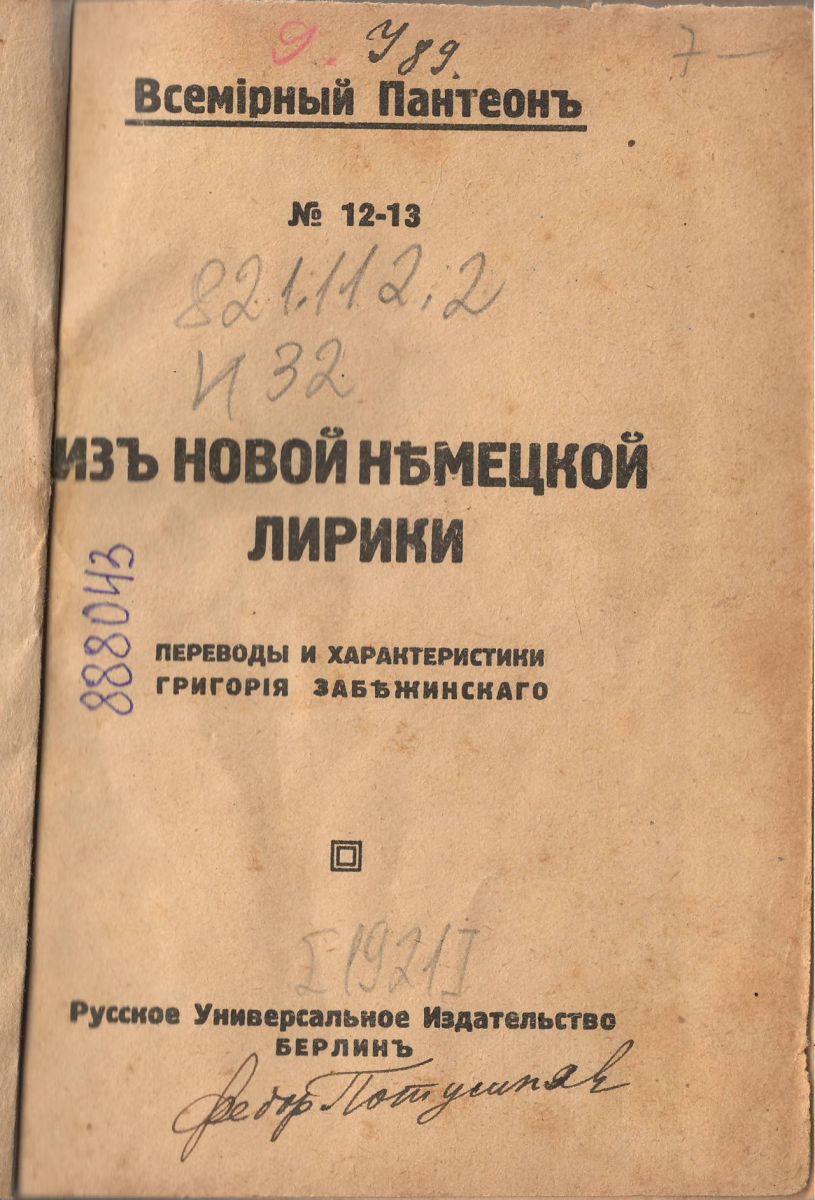 9. У89. 7 —
Всемірный Пантеонъ
№ 12-13
821.112.2
И 32
ИЗЪ НОВОЙ НѢМЕЦКОЙ
ЛИРИКИ
888043
ПЕРЕВОДЫ И ХАРАКТЕРИСТИКИ
ГРИГОРІЯ ЗАБѢЖИНСКАГО
[1921]
Русское Универсальное Издательство
БЕРЛИНЪ
Федор Потушняк